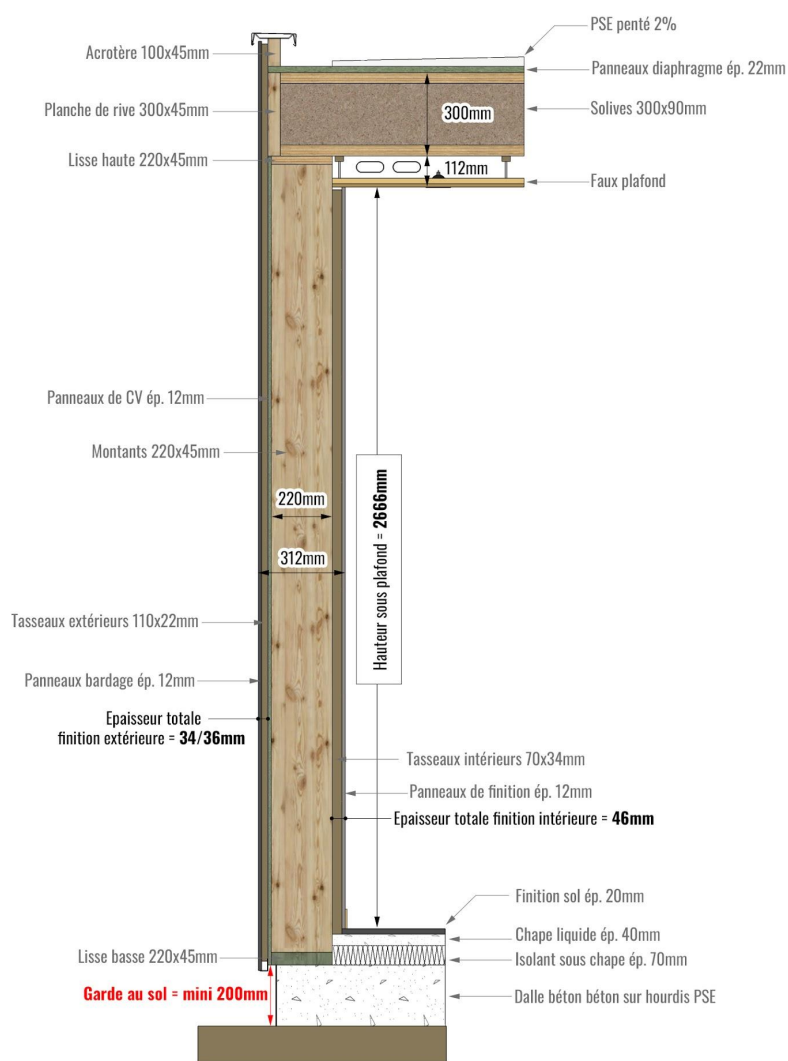 PSE penté 2%
Acrotère 100x45mm
Panneaux diaphragme ép. 22mm
Planche de rive 300x45mm
300mm
Solives 300x90mm
Lisse haute 220x45mm
112mm
Faux plafond
Panneaux de CV ép. 12mm
Montants 220x45mm
220mm
312mm
Hauteur sous plafond = 2666mm
Tasseaux extérieurs 110x22mm
Panneaux bardage ép. 12mm
Epaisseur totale
finition extérieure = 34/36mm
Tasseaux intérieurs 70x34mm
Panneaux de finition ép. 12mm
Epaisseur totale finition intérieure = 46mm
Finition sol ép. 20mm
Chape liquide ép. 40mm
Lisse basse 220x45mm
Isolant sous chape ép. 70mm
Garde au sol = mini 200mm
Dalle béton béton sur hourdis PSE